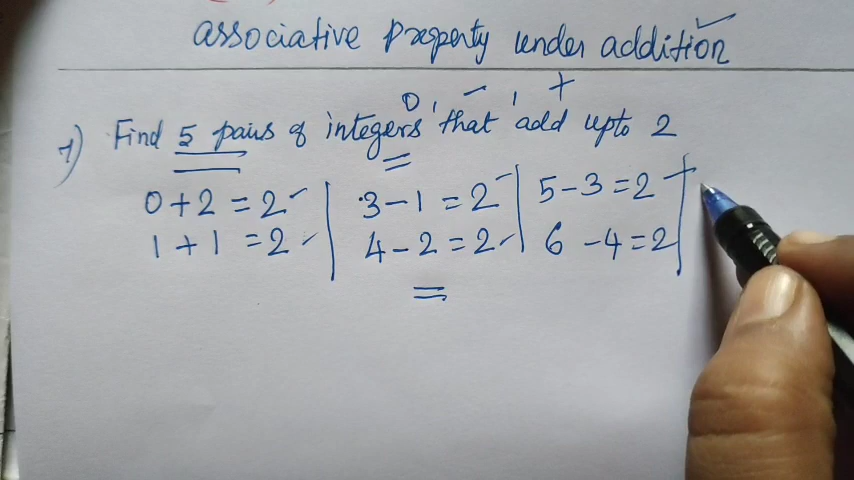 associative property under addition
0, -, +
1) Find 5 pairs of integers that add upto 2
0 + 2 = 2 3 - 1 = 2 5 - 3 = 2
1 + 1 = 2 4 - 2 = 2 6 - 4 = 2